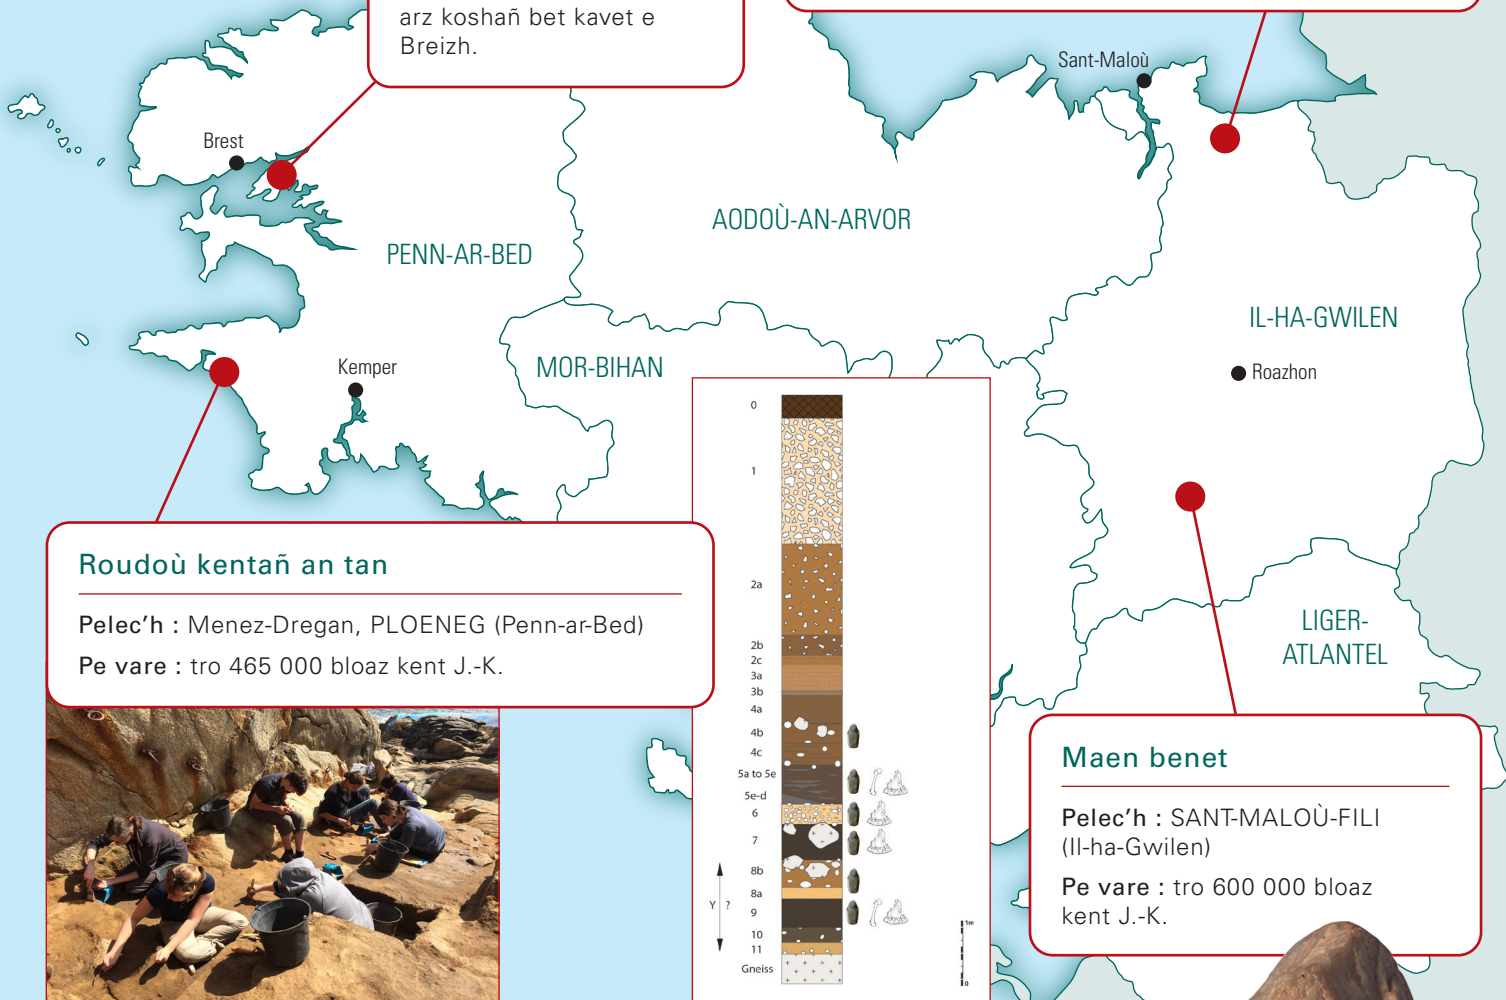 arz koshañ bet kavet e
Breizh.
Sant-Maloù
Brest
AODOÙ-AN-ARVOR
PENN-AR-BED
IL-HA-GWILEN
Kemper
MOR-BIHAN
Roazhon
Roudoù kentañ an tan
Pelec’h : Menez-Dregan, PLOENEG (Penn-ar-Bed)
Pe vare : tro 465 000 bloaz kent J.-K.
0
1
2a
2b
2c
3a
3b
4a
4b
4c
5a to 5e
5e-d
6
7
8b
8a
9
10
11
Gneiss
Y ?
1m
0
LIGER-
ATLANTEL
Maen benet
Pelec’h : SANT-MALOÙ-FILI
(Il-ha-Gwilen)
Pe vare : tro 600 000 bloaz
kent J.-K.